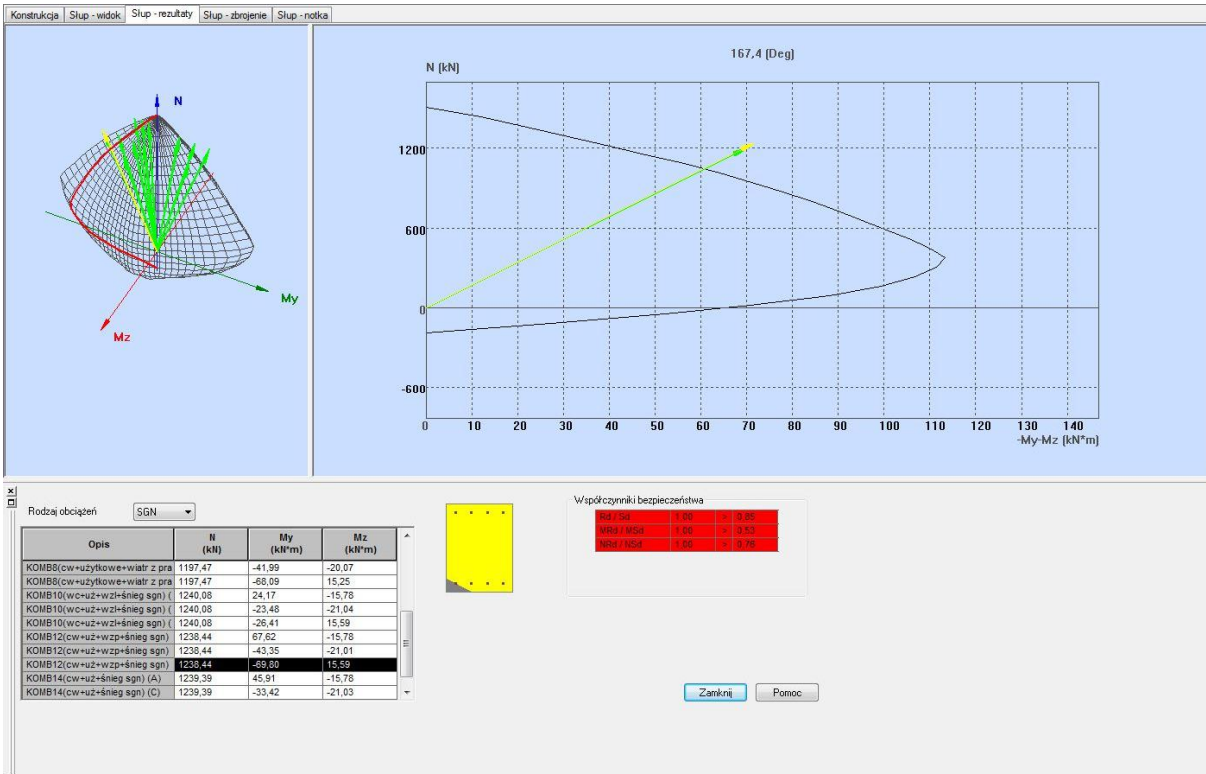 Konstrukcja Słup - widok Słup - rezultaty Słup - zbrojenie Słup - notka
N
My
Mz
167,4 (Deg)
N (kN)
1200
600
0
-600
0 10 20 30 40 50 60 70 80 90 100 110 120 130 140
-My-Mz (kN*m)
Rodzaj obciążeń SGN
Opis N (kN) My (kN*m) Mz (kN*m)
KOMB8(cw+użytkowe+wiatr z pra 1197,47 -41,99 -20,07
KOMB8(cw+użytkowe+wiatr z pra 1197,47 -68,09 15,25
KOMB10(wc+uż+wzl+śnieg sgn) ( 1240,08 24,17 -15,78
KOMB10(wc+uż+wzl+śnieg sgn) ( 1240,08 -23,48 -21,04
KOMB10(wc+uż+wzl+śnieg sgn) ( 1240,08 -26,41 15,59
KOMB12(cw+uż+wzp+śnieg sgn) 1238,44 67,62 -15,78
KOMB12(cw+uż+wzp+śnieg sgn) 1238,44 -43,35 -21,01
KOMB12(cw+uż+wzp+śnieg sgn) 1238,44 -69,80 15,59
KOMB14(cw+uż+śnieg sgn) (A) 1239,39 45,91 -15,78
KOMB14(cw+uż+śnieg sgn) (C) 1239,39 -33,42 -21,03
Współczynniki bezpieczeństwa
Rd / Sd 1.00 > 0,85
MRd / MSd 1.00 > 0,53
NRd / NSd 1.00 > 0,76
Zamknij Pomoc